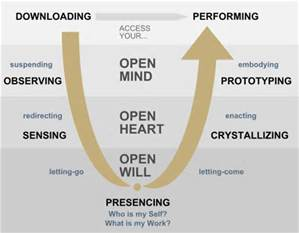 DOWNLOADING
PERFORMING
ACCESS
YOUR...
suspending
OPEN
embodying
OBSERVING
MIND
PROTOTYPING
redirecting
OPEN
enacting
SENSING
HEART
CRYSTALLIZING
OPEN
letting-go
WILL
letting-come
PRESENCING
Who is my Self?
What is my Work?